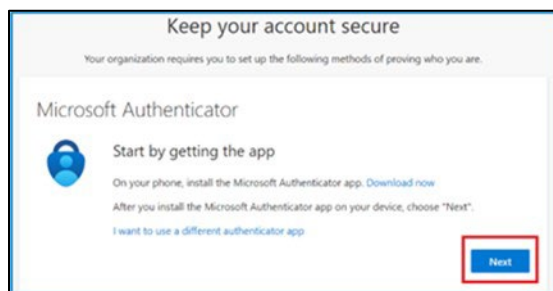 Keep your account secure
Your organization requires you to set up the following methods of proving who you are.
Microsoft Authenticator
Start by getting the app
On your phone, install the Microsoft Authenticator app. Download now
After you install the Microsoft Authenticator app on your device, choose "Next".
I want to use a different authenticator app
Next